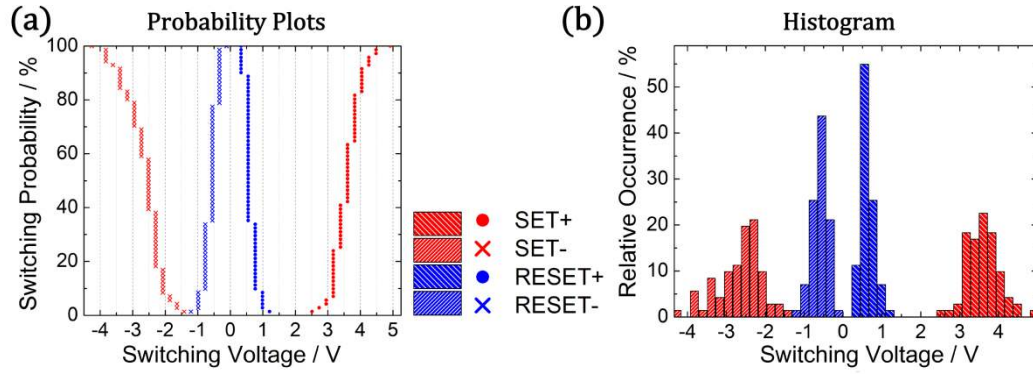 (a) Probability Plots
Switching Probability / %
100
80
60
40
20
0
-4 -3 -2 -1 0 1 2 3 4 5
Switching Voltage / V
SET+
SET-
RESET+
RESET-
(b) Histogram
Relative Occurrence / %
50
40
30
20
10
0
-4 -3 -2 -1 0 1 2 3 4
Switching Voltage / V